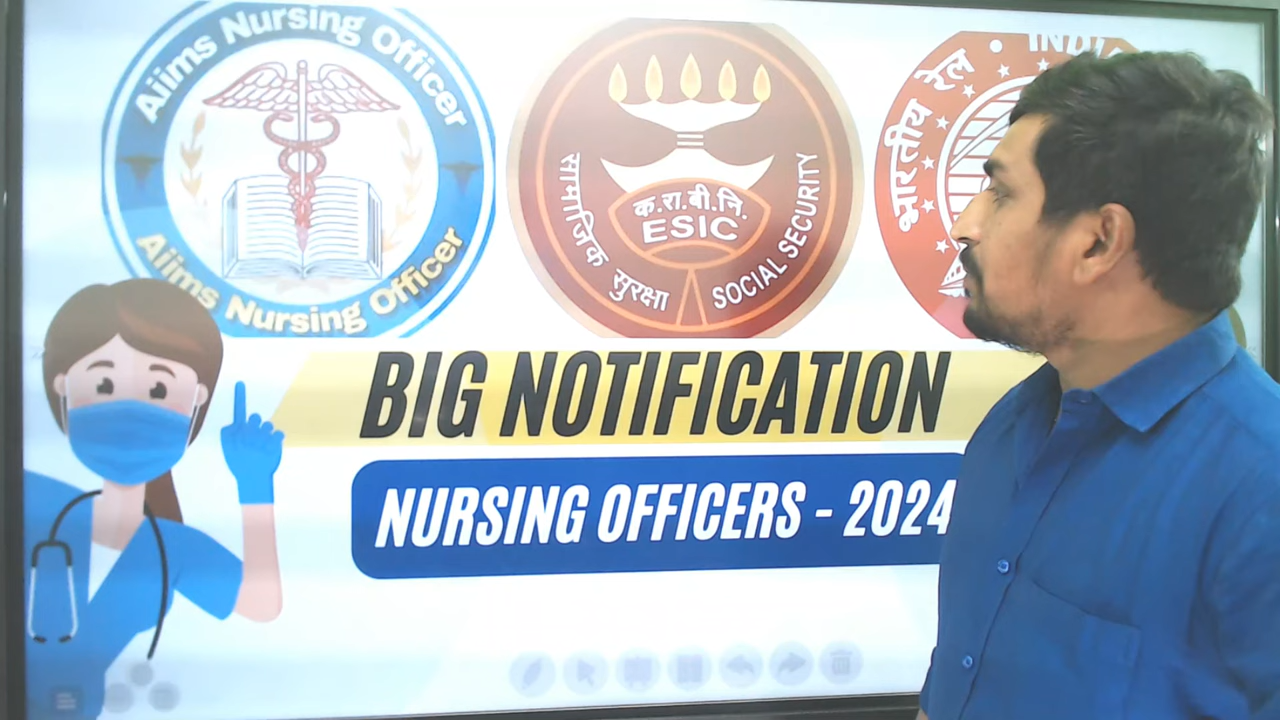 Aiims Nursing Officer
Aiims Nursing Officer
क.रा.बी.नि.
ESIC
सामाजिक सुरक्षा
SOCIAL SECURITY
भारतीय रेल
INDIA
BIG NOTIFICATION
NURSING OFFICERS - 2024